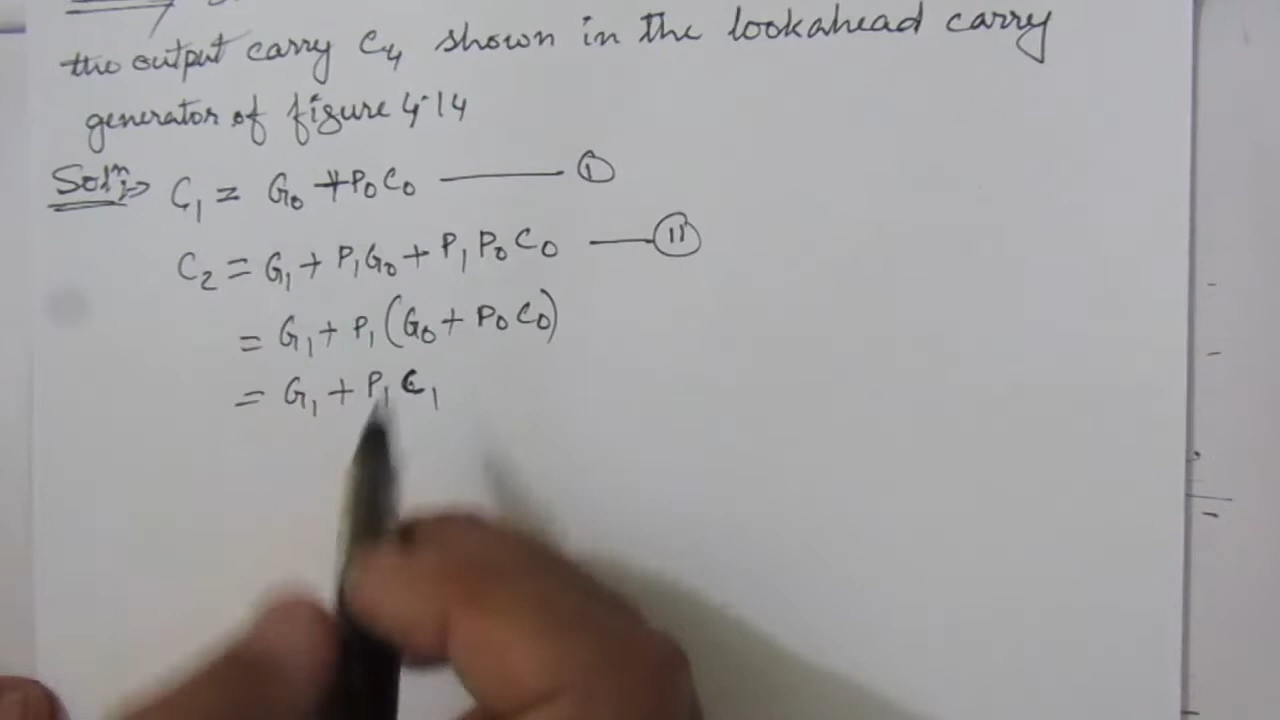 the output carry C4 shown in the lookahead carry
generator of figure 4.14
Solⁿ:-> C1 = G0 + P0C0 ——— I
C2 = G1 + P1G0 + P1P0C0 —— II
= G1 + P1(G0 + P0C0)
= G1 + P1C1